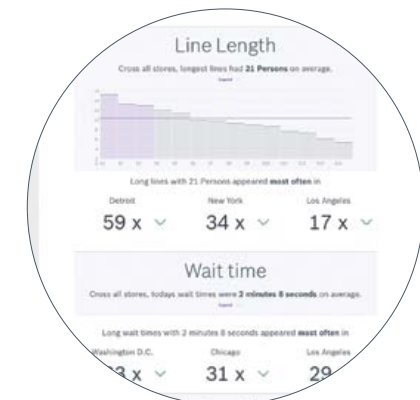 Line Length
Cross all stores, longest lines had 21 Persons on average.
Long lines with 21 Persons appeared most often in
Detroit New York Los Angeles
59 x 34 x 17 x
Wait time
Cross all stores, todays wait times were 2 minutes 8 seconds on average.
Long wait times with 2 minutes 8 seconds appeared most often in
Washington D.C. Chicago Los Angeles
3 x 31 x 29